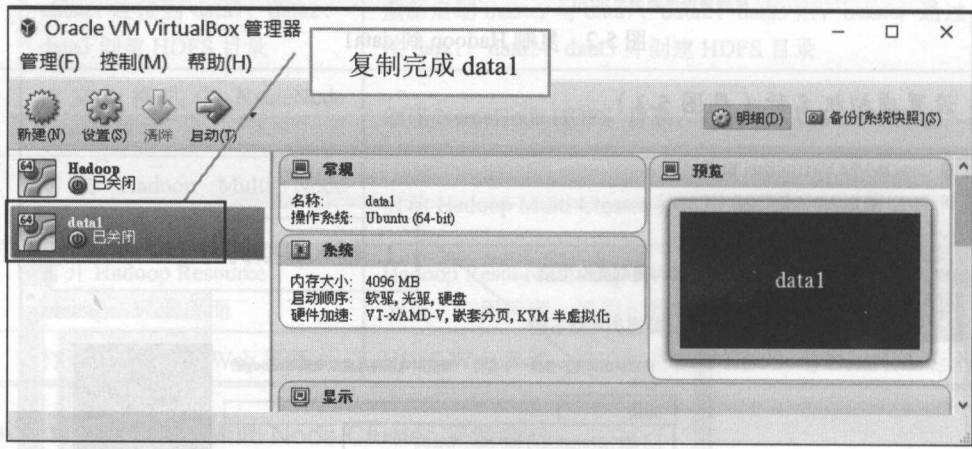 Oracle VM VirtualBox 管理器
管理(F) 控制(M) 帮助(H)
复制完成 data1
新建(N) 设置(S) 清除 启动(T)
明细(D) 备份[系统快照](S)
64 Hadoop
已关闭
64 data1
已关闭
常规
名称: data1
操作系统: Ubuntu (64-bit)
系统
内存大小: 4096 MB
启动顺序: 软驱, 光驱, 硬盘
硬件加速: VT-x/AMD-V, 嵌套分页, KVM 半虚拟化
预览
data1
显示